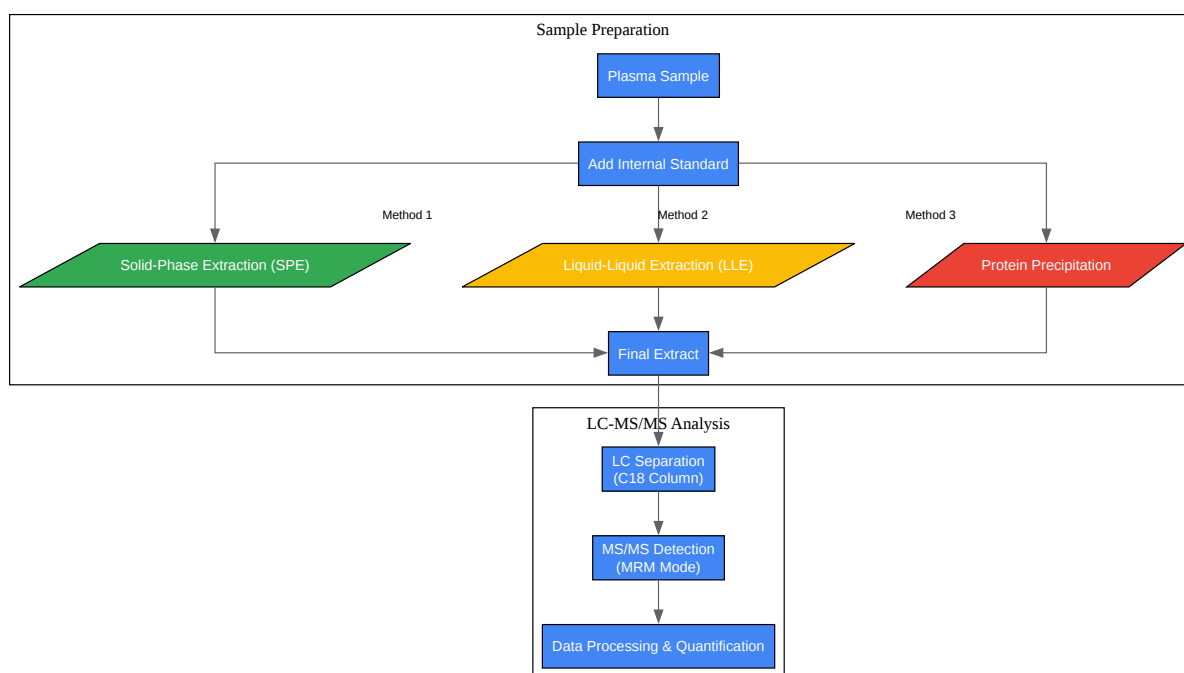 Sample Preparation
Plasma Sample
Add Internal Standard
Method 1
Method 2
Method 3
Solid-Phase Extraction (SPE)
Liquid-Liquid Extraction (LLE)
Protein Precipitation
Final Extract
LC-MS/MS Analysis
LC Separation
(C18 Column)
MS/MS Detection
(MRM Mode)
Data Processing & Quantification